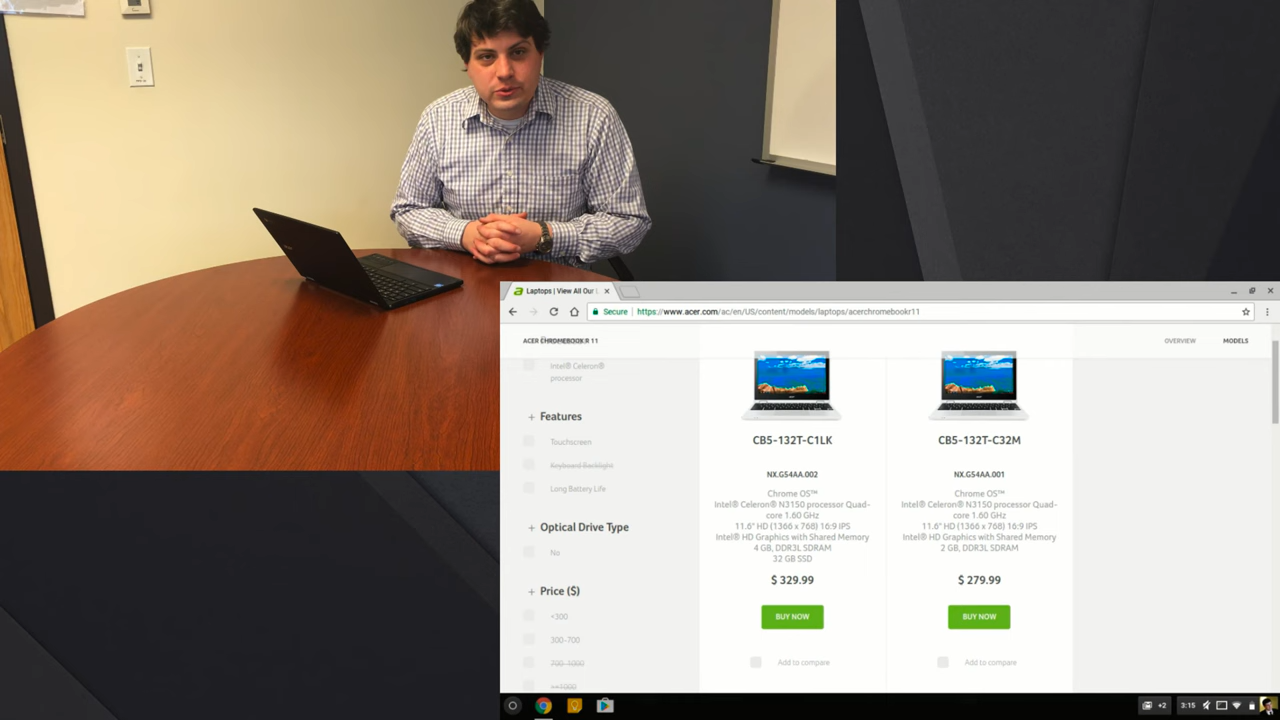 Laptops | View All Our L
Secure
https://www.acer.com/ac/en/US/content/models/laptops/acerchromebookr11
ACER CHROMEBOOK R 11
OVERVIEW
MODELS
Intel® Celeron®
processor
+ Features
Touchscreen
Keyboard Backlight
Long Battery Life
+ Optical Drive Type
No
+ Price ($)
<300
300-700
700-1000
>=1000
CB5-132T-C1LK
NX.G54AA.002
Chrome OS™
Intel® Celeron® N3150 processor Quad-
core 1.60 GHz
11.6" HD (1366 x 768) 16:9 IPS
Intel® HD Graphics with Shared Memory
4 GB, DDR3L SDRAM
32 GB SSD
$ 329.99
BUY NOW
Add to compare
CB5-132T-C32M
NX.G54AA.001
Chrome OS™
Intel® Celeron® N3150 processor Quad-
core 1.60 GHz
11.6" HD (1366 x 768) 16:9 IPS
Intel® HD Graphics with Shared Memory
2 GB, DDR3L SDRAM
$ 279.99
BUY NOW
Add to compare
+2
3:15